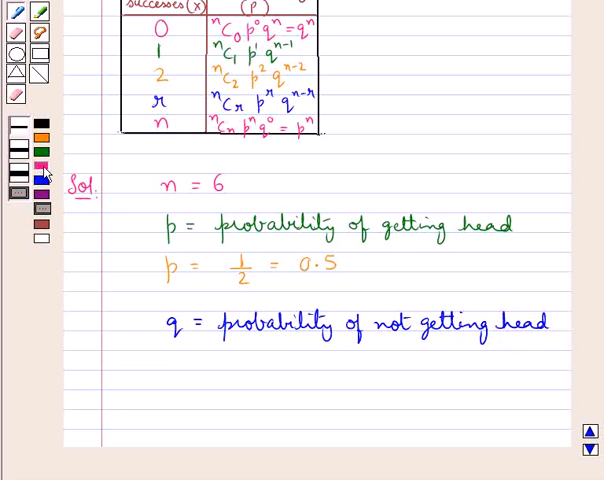 successes (x) (p)
0 ⁿC₀ p⁰ qⁿ = qⁿ
1 ⁿC₁ p¹ qⁿ⁻¹
2 ⁿC₂ p² qⁿ⁻²
r ⁿCᵣ pʳ qⁿ⁻ʳ
n ⁿCₙ pⁿ q⁰ = pⁿ
Sol. n = 6
p = probability of getting head
p = 1/2 = 0.5
q = probability of not getting head